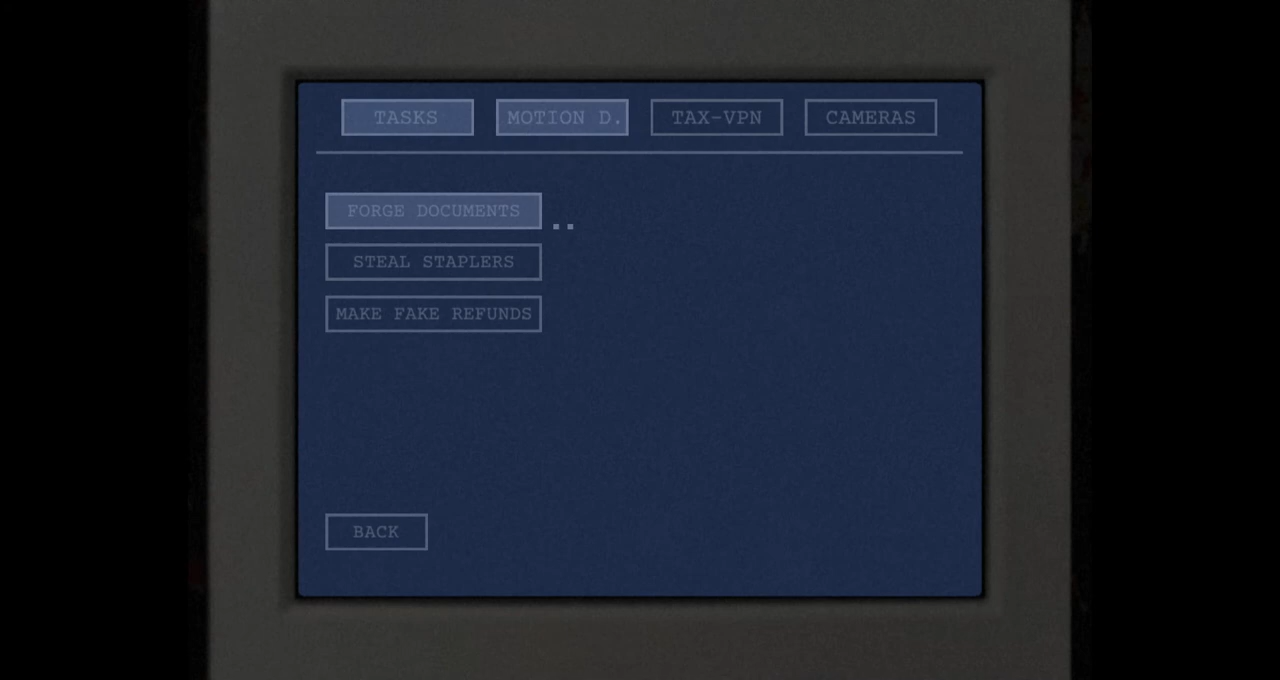 TASKS MOTION D. TAX-VPN CAMERAS
FORGE DOCUMENTS ..
STEAL STAPLERS
MAKE FAKE REFUNDS
BACK